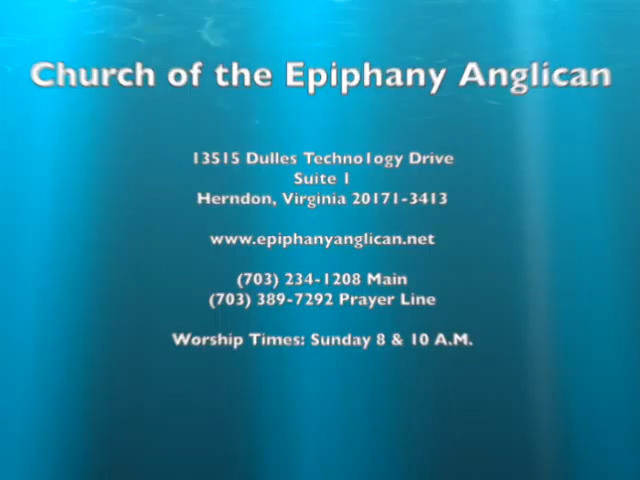 Church of the Epiphany Anglican
13515 Dulles Technology Drive
Suite 1
Herndon, Virginia 20171-3413
www.epiphanyanglican.net
(703) 234-1208 Main
(703) 389-7292 Prayer Line
Worship Times: Sunday 8 & 10 A.M.